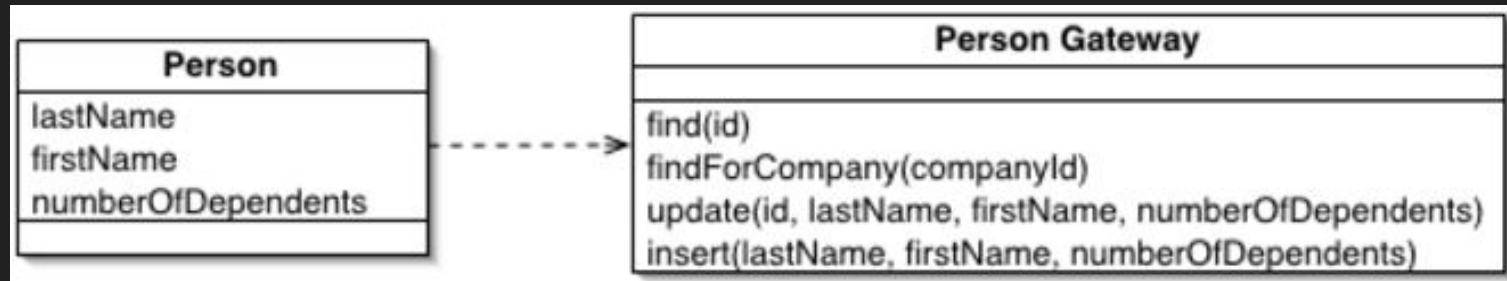 Person
lastName
firstName
numberOfDependents
Person Gateway
find(id)
findForCompany(companyId)
update(id, lastName, firstName, numberOfDependents)
insert(lastName, firstName, numberOfDependents)